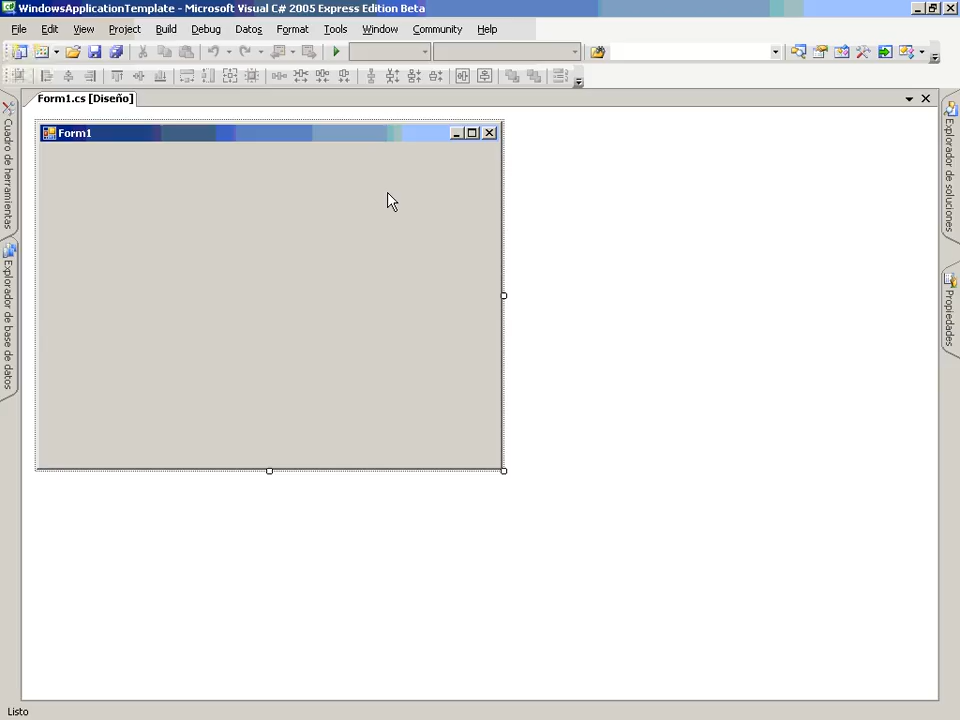 WindowsApplicationTemplate - Microsoft Visual C# 2005 Express Edition Beta
File Edit View Project Build Debug Datos Format Tools Window Community Help
Form1.cs [Diseño]
Form1
Cuadro de herramientas
Explorador de base de datos
Explorador de soluciones
Propiedades
Listo